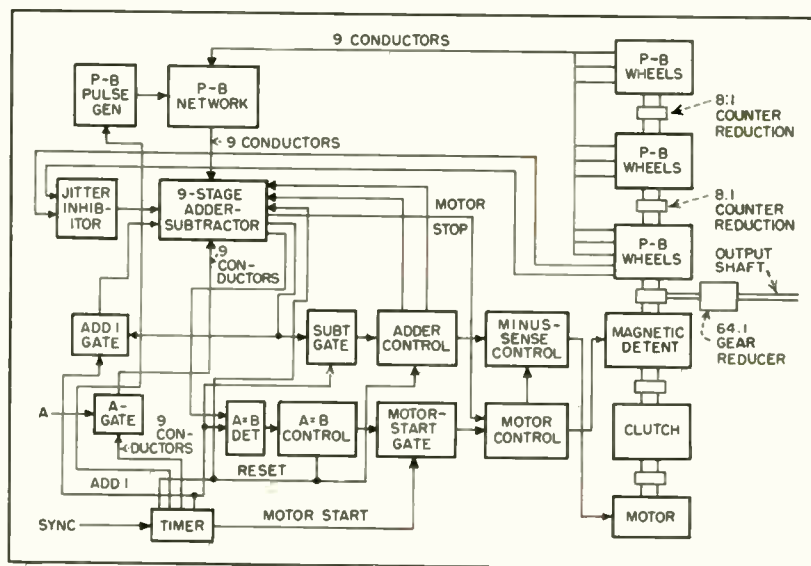 9 CONDUCTORS
P-B
PULSE
GEN
P-B
NETWORK
P-B
WHEELS
8:1
COUNTER
REDUCTION
9 CONDUCTORS
P-B
WHEELS
JITTER
INHIB-
ITOR
9-STAGE
ADDER-
SUBTRACTOR
MOTOR
STOP
8.1
COUNTER
REDUCTION
P-B
WHEELS
9
CON-
DUCTORS
OUTPUT
SHAFT
ADD I
GATE
SUBT
GATE
ADDER
CONTROL
MINUS-
SENSE
CONTROL
MAGNETIC
DETENT
64.1
GEAR
REDUCER
A
A-
GATE
9
CON-
DUCTORS
A=B
DET
A=B
CONTROL
MOTOR-
START
GATE
MOTOR
CONTROL
CLUTCH
RESET
ADD I
SYNC
TIMER
MOTOR START
MOTOR